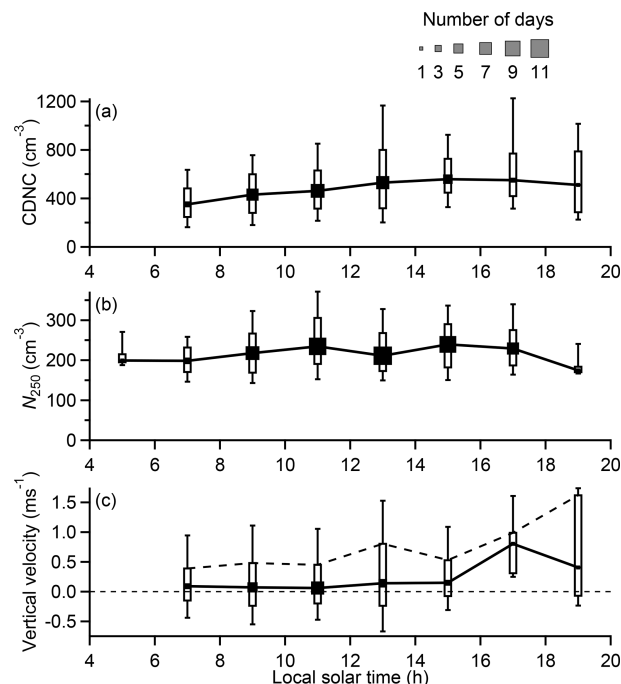 Number of days
1 3 5 7 9 11
(a)
CDNC (cm⁻³)
1200
800
400
0
4 6 8 10 12 14 16 18 20
(b)
N₂₅₀ (cm⁻³)
300
200
100
0
4 6 8 10 12 14 16 18 20
(c)
Vertical velocity (ms⁻¹)
1.5
1.0
0.5
0.0
-0.5
4 6 8 10 12 14 16 18 20
Local solar time (h)